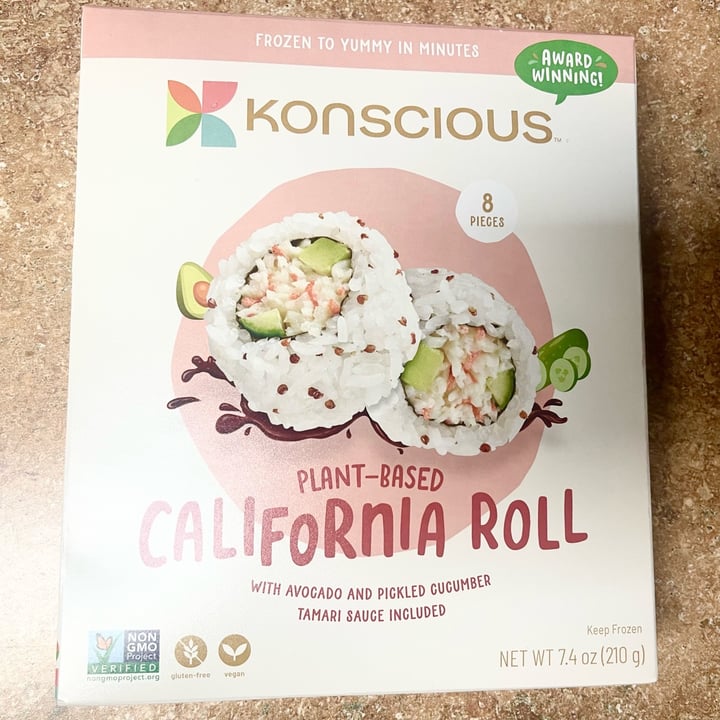 FROZEN TO YUMMY IN MINUTES
AWARD
WINNING!
KONSCIOUS™
8
PIECES
PLANT-BASED
CALIFORNIA ROLL
WITH AVOCADO AND PICKLED CUCUMBER
TAMARI SAUCE INCLUDED
Keep Frozen
NET WT 7.4 oz (210 g)
NON
GMO
Project
VERIFIED
nongmoproject.org
gluten-free
vegan